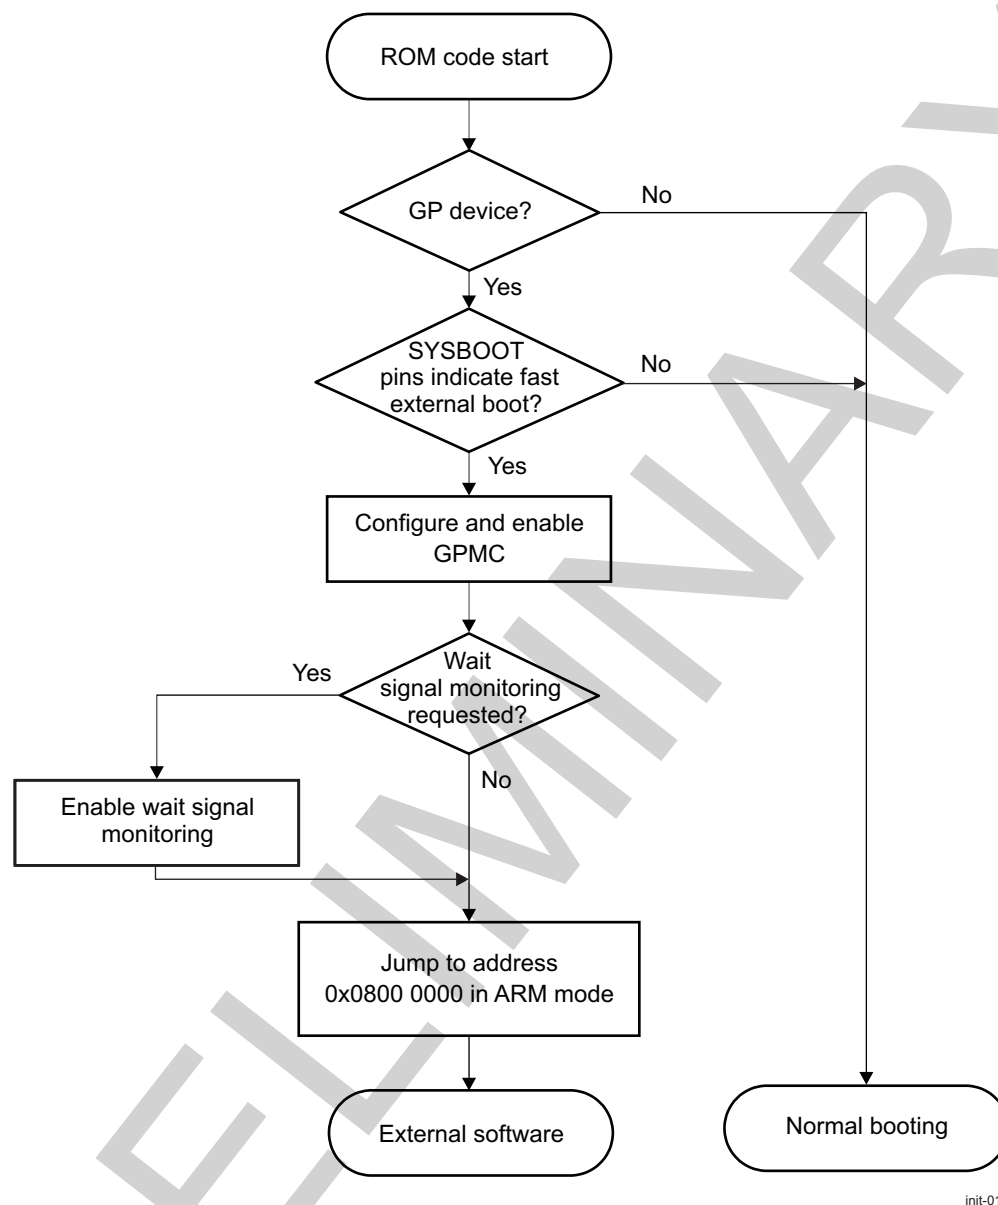 ROM code start
GP device?
No
Yes
SYSBOOT
pins indicate fast
external boot?
No
Yes
Configure and enable
GPMC
Wait
signal monitoring
requested?
Yes
No
Enable wait signal
monitoring
Jump to address
0x0800 0000 in ARM mode
External software
Normal booting
init-01
ELIMINARY